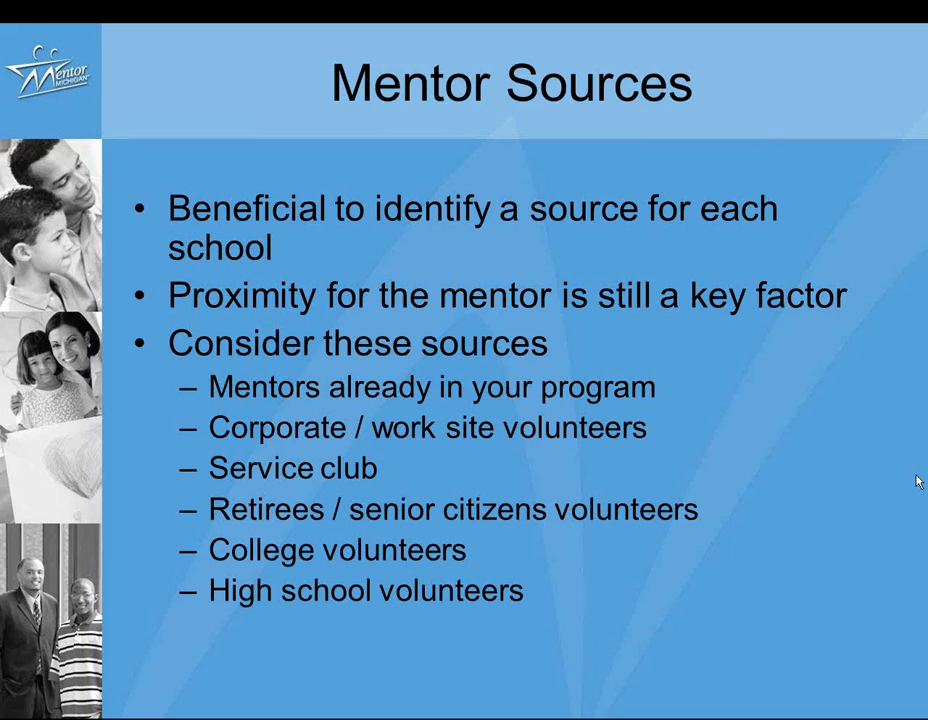 Mentor
MICHIGAN
Mentor Sources
• Beneficial to identify a source for each
school
• Proximity for the mentor is still a key factor
• Consider these sources
– Mentors already in your program
– Corporate / work site volunteers
– Service club
– Retirees / senior citizens volunteers
– College volunteers
– High school volunteers